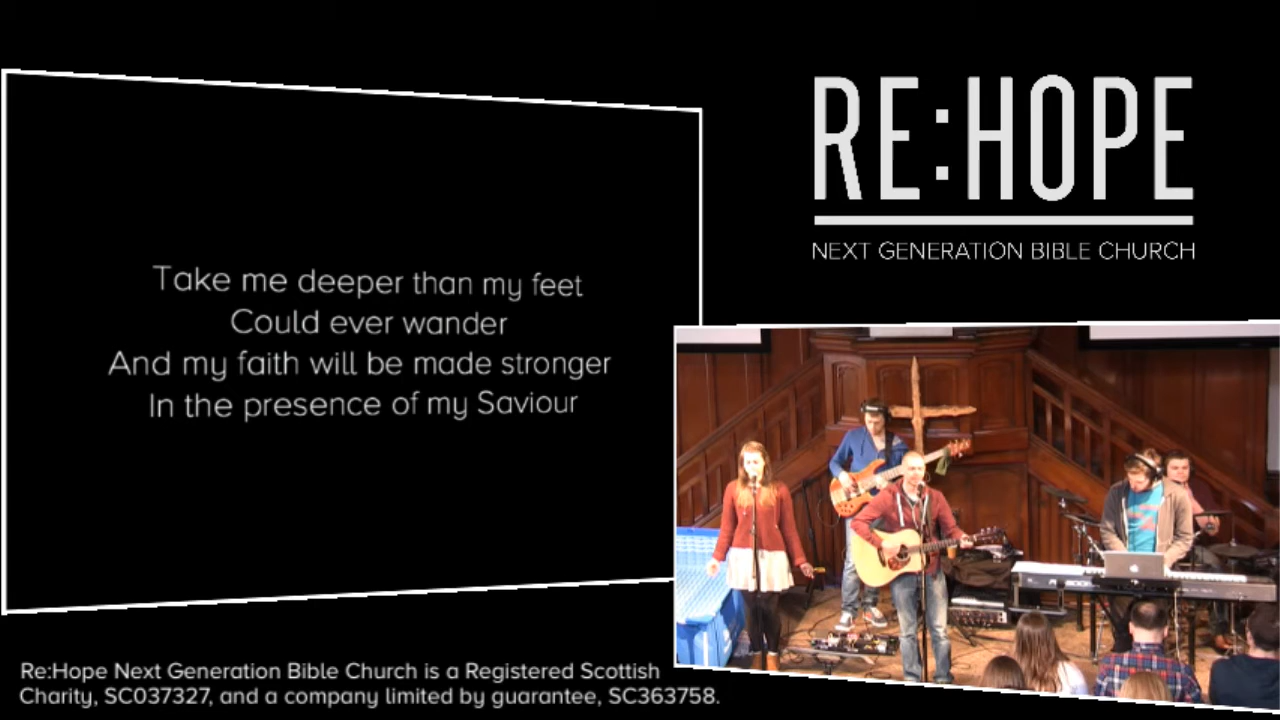 RE:HOPE
NEXT GENERATION BIBLE CHURCH
Take me deeper than my feet
Could ever wander
And my faith will be made stronger
In the presence of my Saviour
Re:Hope Next Generation Bible Church is a Registered Scottish
Charity, SC037327, and a company limited by guarantee, SC363758.